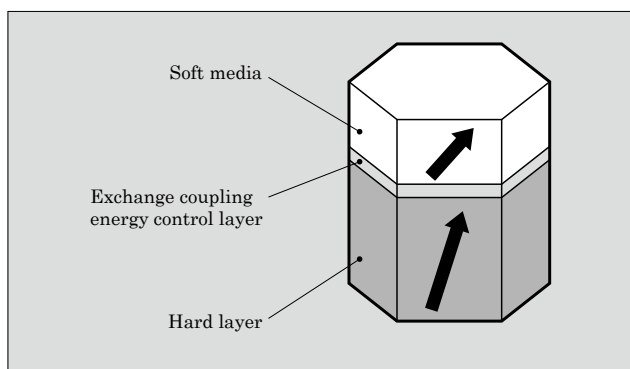 Soft media
Exchange coupling
energy control layer
Hard layer